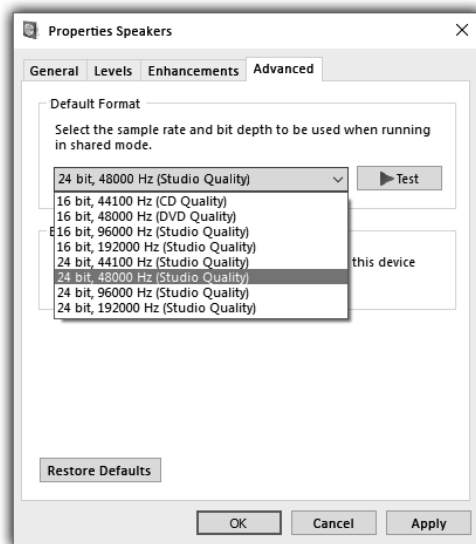 Properties Speakers
General Levels Enhancements Advanced
Default Format
Select the sample rate and bit depth to be used when running
in shared mode.
24 bit, 48000 Hz (Studio Quality)
Test
16 bit, 44100 Hz (CD Quality)
16 bit, 48000 Hz (DVD Quality)
16 bit, 96000 Hz (Studio Quality)
16 bit, 192000 Hz (Studio Quality)
24 bit, 44100 Hz (Studio Quality)
24 bit, 48000 Hz (Studio Quality)
24 bit, 96000 Hz (Studio Quality)
24 bit, 192000 Hz (Studio Quality)
this device
Restore Defaults
OK Cancel Apply